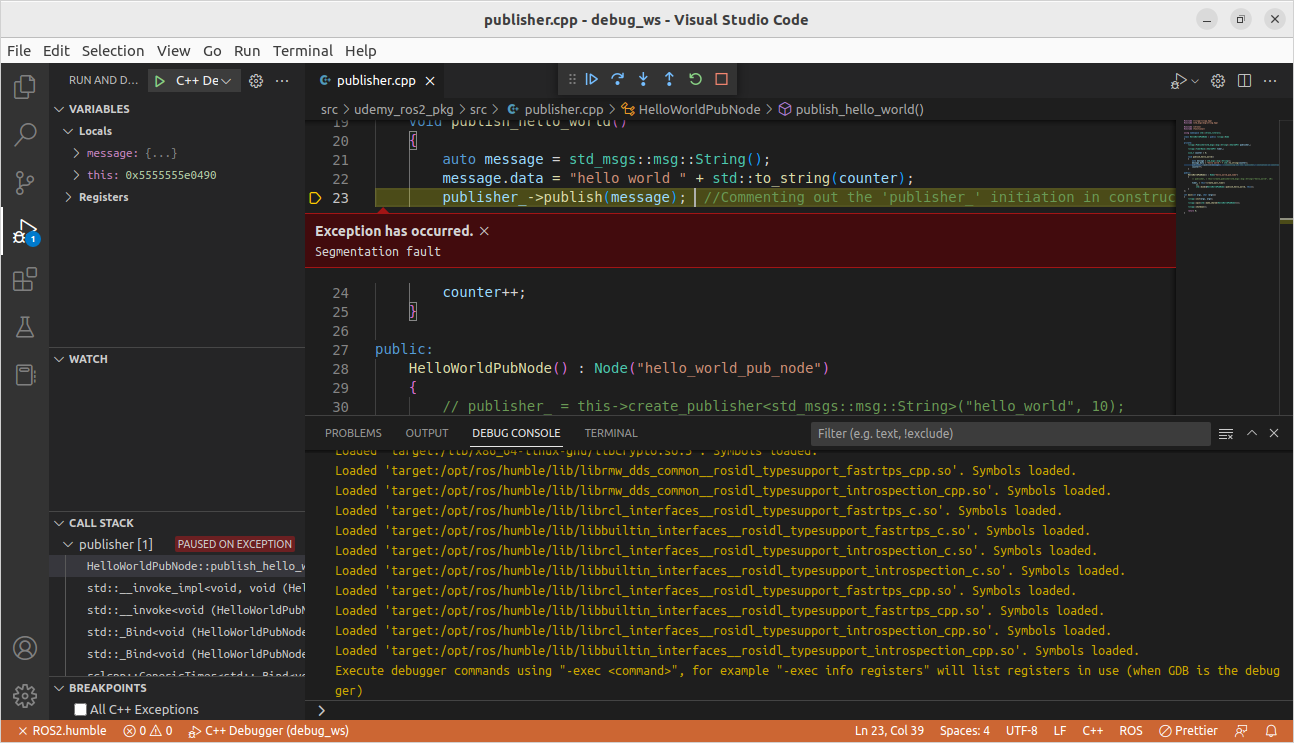 publisher.cpp - debug_ws - Visual Studio Code
File Edit Selection View Go Run Terminal Help
RUN AND D... C++ De
publisher.cpp
src > udemy_ros2_pkg > src > publisher.cpp > HelloWorldPubNode > publish_hello_world()
VARIABLES
Locals
message: {...}
this: 0x5555555e0490
Registers
19 void publish_hello_world()
20 {
21 auto message = std_msgs::msg::String();
22 message.data = "hello world " + std::to_string(counter);
23 publisher_->publish(message); //Commenting out the 'publisher_' initiation in construc
Exception has occurred.
Segmentation fault
24 counter++;
25 }
26
27 public:
28 HelloWorldPubNode() : Node("hello_world_pub_node")
29 {
30 // publisher_ = this->create_publisher<std_msgs::msg::String>("hello_world", 10);
WATCH
CALL STACK
publisher [1] PAUSED ON EXCEPTION
HelloWorldPubNode::publish_hello_w
std::__invoke_impl<void, void (Hel
std::__invoke<void (HelloWorldPubN
std::_Bind<void (HelloWorldPubNode
std::_Bind<void (HelloWorldPubNode
rclcpp::GenericTimer<std::_Bind<vo
BREAKPOINTS
All C++ Exceptions
PROBLEMS OUTPUT DEBUG CONSOLE TERMINAL
Filter (e.g. text, !exclude)
Loaded 'target:/lib/x86_64-linux-gnu/libcrypto.so.3'. Symbols loaded.
Loaded 'target:/opt/ros/humble/lib/librmw_dds_common__rosidl_typesupport_fastrtps_cpp.so'. Symbols loaded.
Loaded 'target:/opt/ros/humble/lib/librmw_dds_common__rosidl_typesupport_introspection_cpp.so'. Symbols loaded.
Loaded 'target:/opt/ros/humble/lib/librcl_interfaces__rosidl_typesupport_fastrtps_c.so'. Symbols loaded.
Loaded 'target:/opt/ros/humble/lib/libbuiltin_interfaces__rosidl_typesupport_fastrtps_c.so'. Symbols loaded.
Loaded 'target:/opt/ros/humble/lib/librcl_interfaces__rosidl_typesupport_introspection_c.so'. Symbols loaded.
Loaded 'target:/opt/ros/humble/lib/libbuiltin_interfaces__rosidl_typesupport_introspection_c.so'. Symbols loaded.
Loaded 'target:/opt/ros/humble/lib/librcl_interfaces__rosidl_typesupport_fastrtps_cpp.so'. Symbols loaded.
Loaded 'target:/opt/ros/humble/lib/libbuiltin_interfaces__rosidl_typesupport_fastrtps_cpp.so'. Symbols loaded.
Loaded 'target:/opt/ros/humble/lib/librcl_interfaces__rosidl_typesupport_introspection_cpp.so'. Symbols loaded.
Loaded 'target:/opt/ros/humble/lib/libbuiltin_interfaces__rosidl_typesupport_introspection_cpp.so'. Symbols loaded.
Execute debugger commands using "-exec <command>", for example "-exec info registers" will list registers in use (when GDB is the debug
ger)
1
ROS2.humble 0 0 C++ Debugger (debug_ws) Ln 23, Col 39 Spaces: 4 UTF-8 LF C++ ROS Prettier